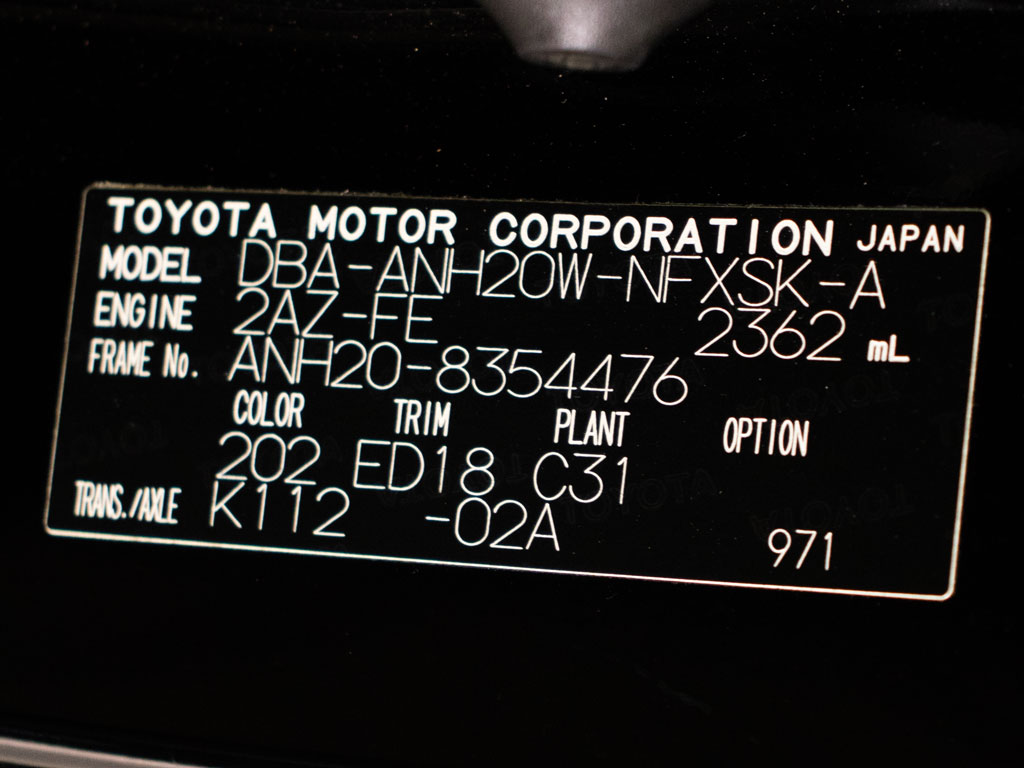 TOYOTA MOTOR CORPORATION JAPAN
MODEL DBA-ANH20W-NFXSK-A
ENGINE 2AZ-FE 2362 mL
FRAME No. ANH20-8354476
COLOR TRIM PLANT OPTION
202 ED18 C31
TRANS./AXLE K112 -02A 971